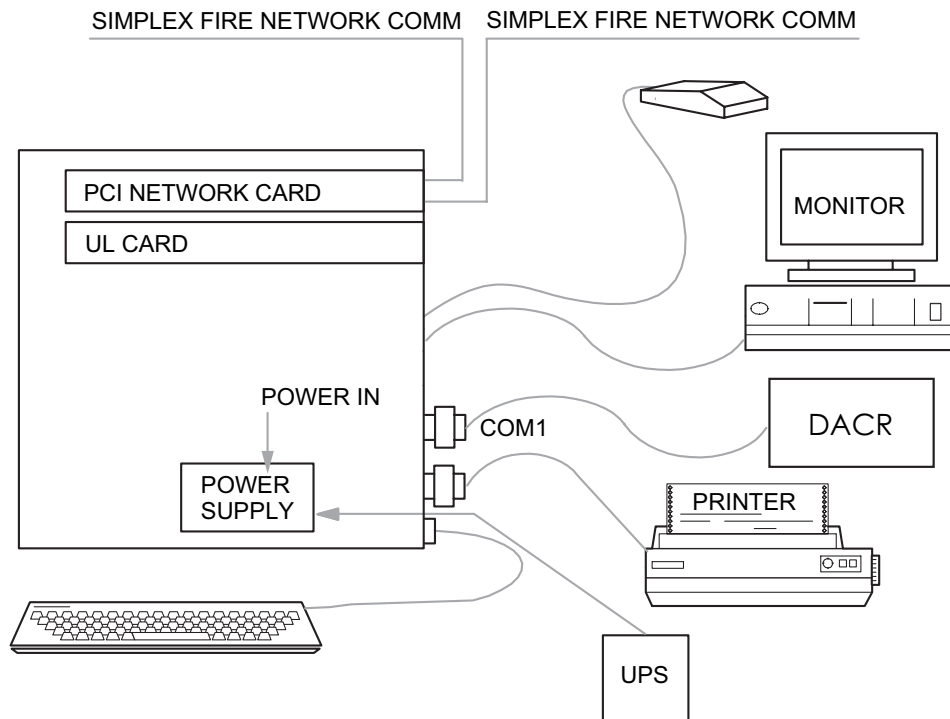 SIMPLEX FIRE NETWORK COMM
SIMPLEX FIRE NETWORK COMM
PCI NETWORK CARD
UL CARD
MONITOR
POWER IN
COM1
DACR
POWER
SUPPLY
PRINTER
UPS